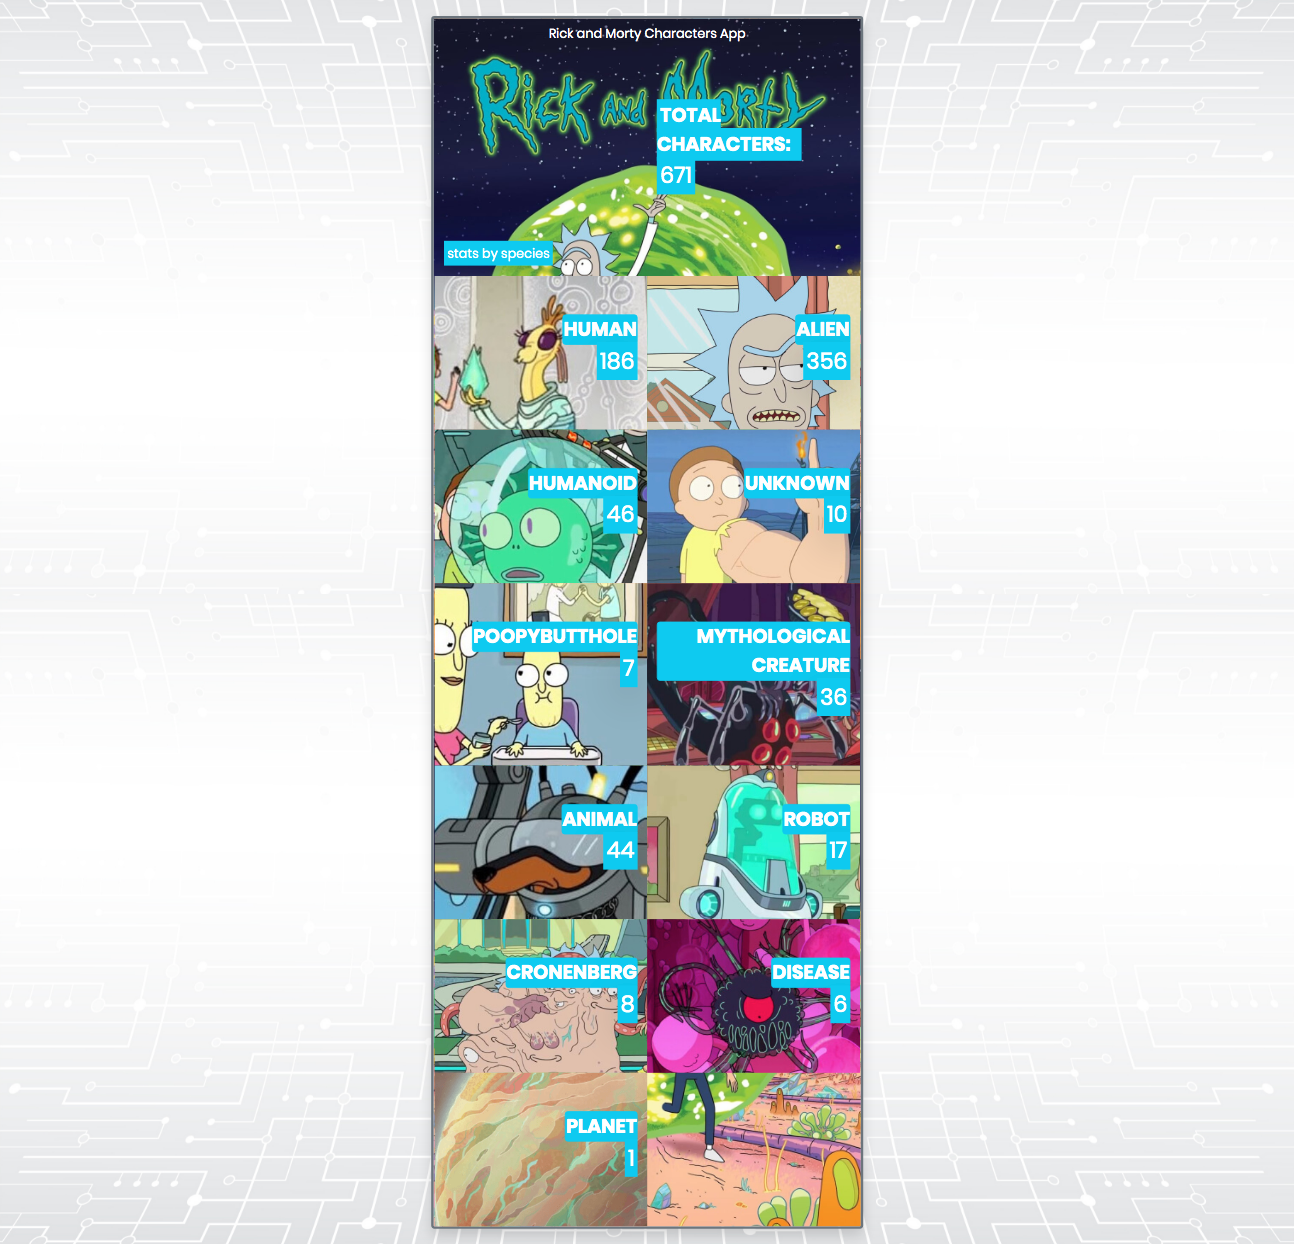 Rick and Morty Characters App
Rick and Morty
TOTAL
CHARACTERS:
671
stats by species
HUMAN
186
ALIEN
356
HUMANOID
46
UNKNOWN
10
POOPYBUTTHOLE
7
MYTHOLOGICAL
CREATURE
36
ANIMAL
44
ROBOT
17
CRONENBERG
8
DISEASE
6
PLANET
1